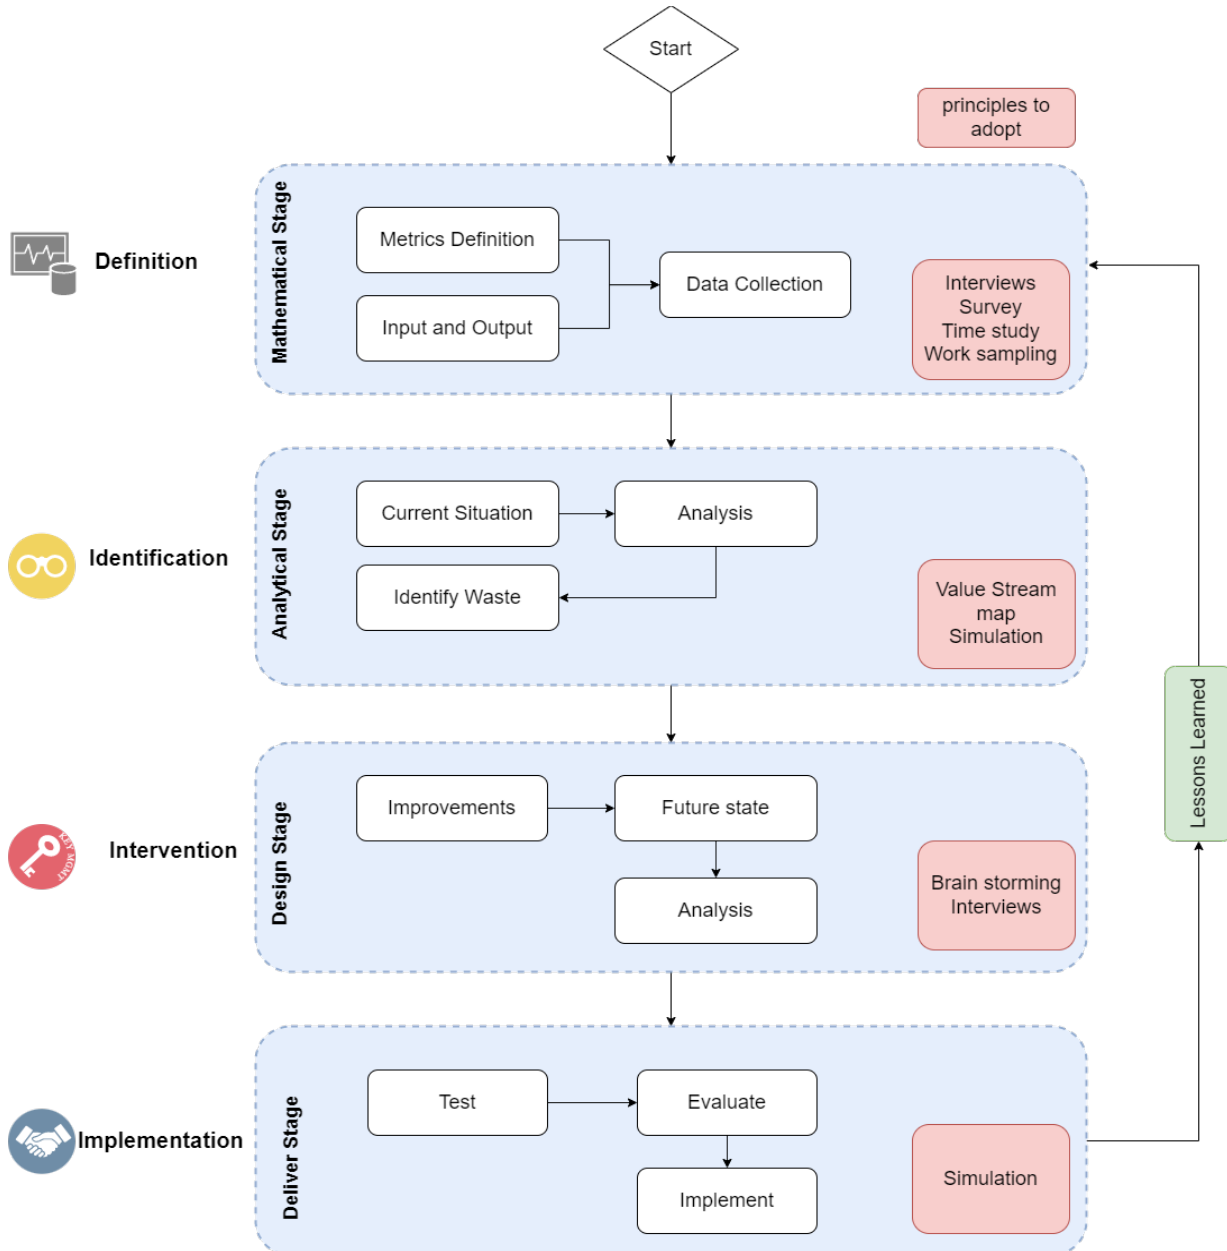 Start
principles to
adopt
Mathematical Stage
Definition
Metrics Definition
Input and Output
Data Collection
Interviews
Survey
Time study
Work sampling
Analytical Stage
Identification
Current Situation
Analysis
Identify Waste
Value Stream
map
Simulation
Lessons Learned
Design Stage
Intervention
KEY MGMT
Improvements
Future state
Analysis
Brain storming
Interviews
Deliver Stage
Implementation
Test
Evaluate
Implement
Simulation